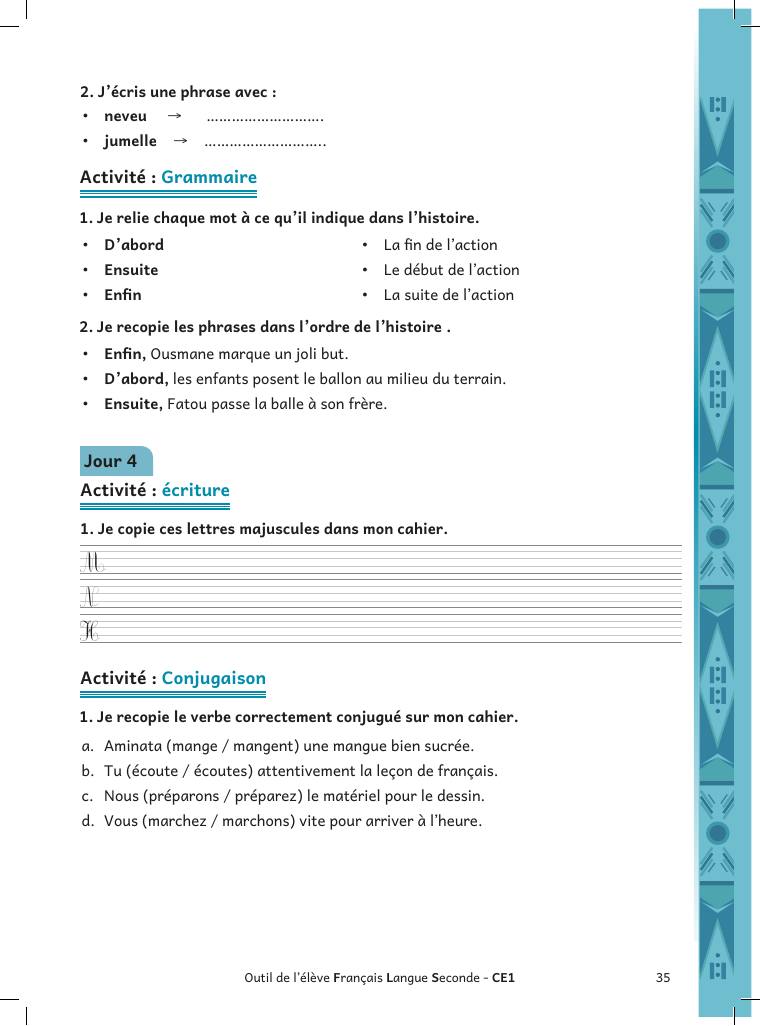 2. J’écris une phrase avec :
• neveu → ……………………….
• jumelle → ………………………..
Activité : Grammaire
1. Je relie chaque mot à ce qu’il indique dans l’histoire.
• D’abord • La fin de l’action
• Ensuite • Le début de l’action
• Enfin • La suite de l’action
2. Je recopie les phrases dans l’ordre de l’histoire .
• Enfin, Ousmane marque un joli but.
• D’abord, les enfants posent le ballon au milieu du terrain.
• Ensuite, Fatou passe la balle à son frère.
Jour 4
Activité : écriture
1. Je copie ces lettres majuscules dans mon cahier.
M
N
H
Activité : Conjugaison
1. Je recopie le verbe correctement conjugué sur mon cahier.
a. Aminata (mange / mangent) une mangue bien sucrée.
b. Tu (écoute / écoutes) attentivement la leçon de français.
c. Nous (préparons / préparez) le matériel pour le dessin.
d. Vous (marchez / marchons) vite pour arriver à l’heure.
Outil de l’élève Français Langue Seconde - CE1 35